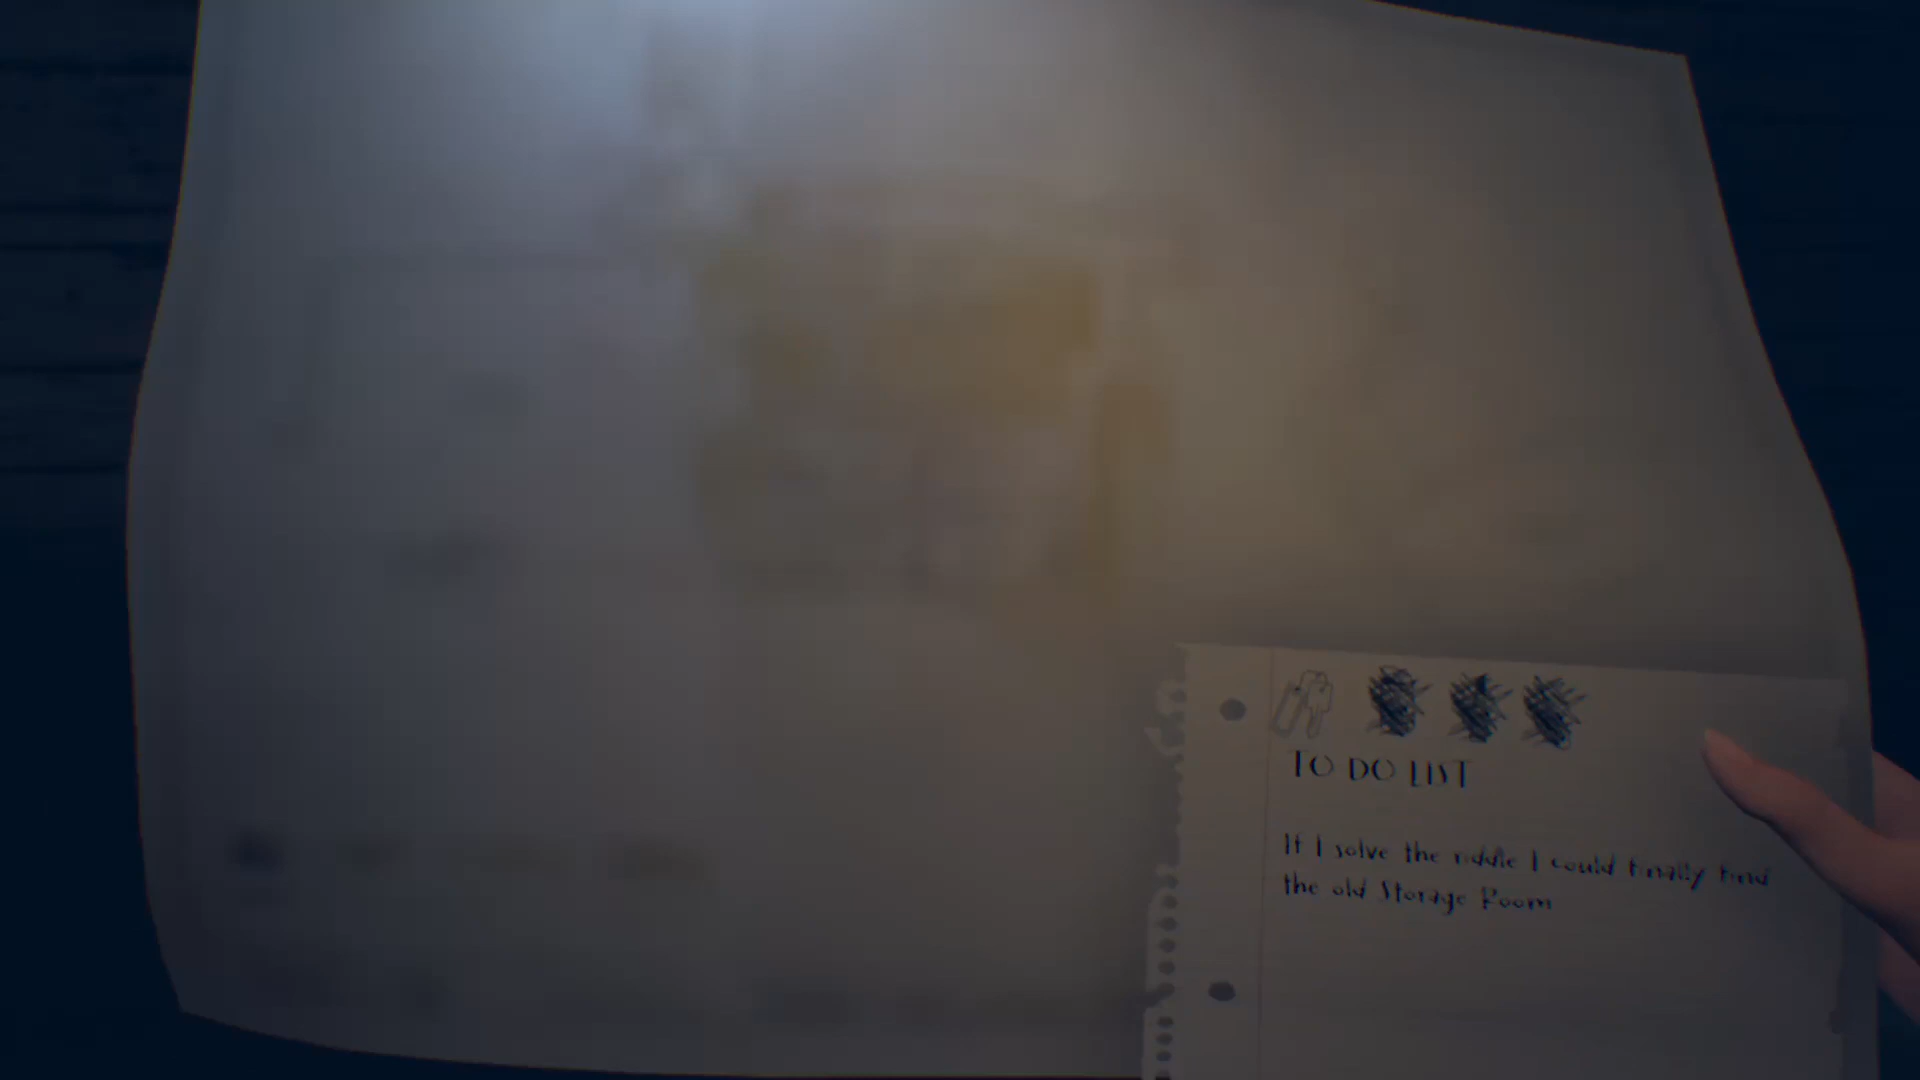 TO DO LIST
If I solve the riddle I could finally find
the old Storage Room